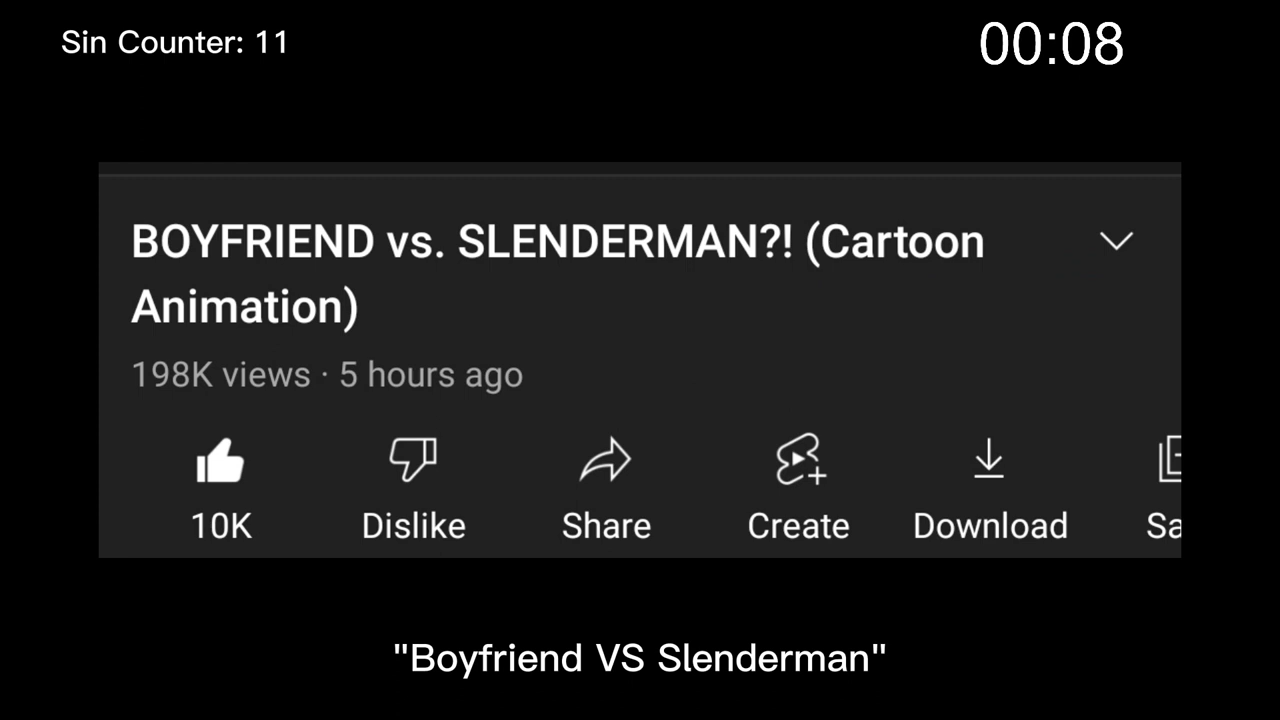 Sin Counter: 11
00:08
BOYFRIEND vs. SLENDERMAN?! (Cartoon
Animation)
198K views · 5 hours ago
10K
Dislike
Share
Create
Download
Sa
"Boyfriend VS Slenderman"